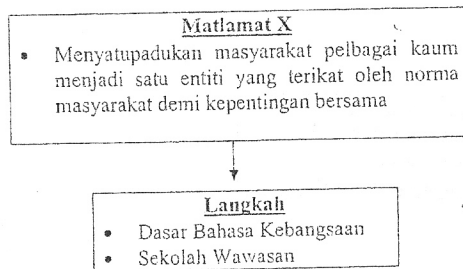 Matlamat X
• Menyatupadukan masyarakat pelbagai kaum
menjadi satu entiti yang terikat oleh norma
masyarakat demi kepentingan bersama
Langkah
• Dasar Bahasa Kebangsaan
• Sekolah Wawasan